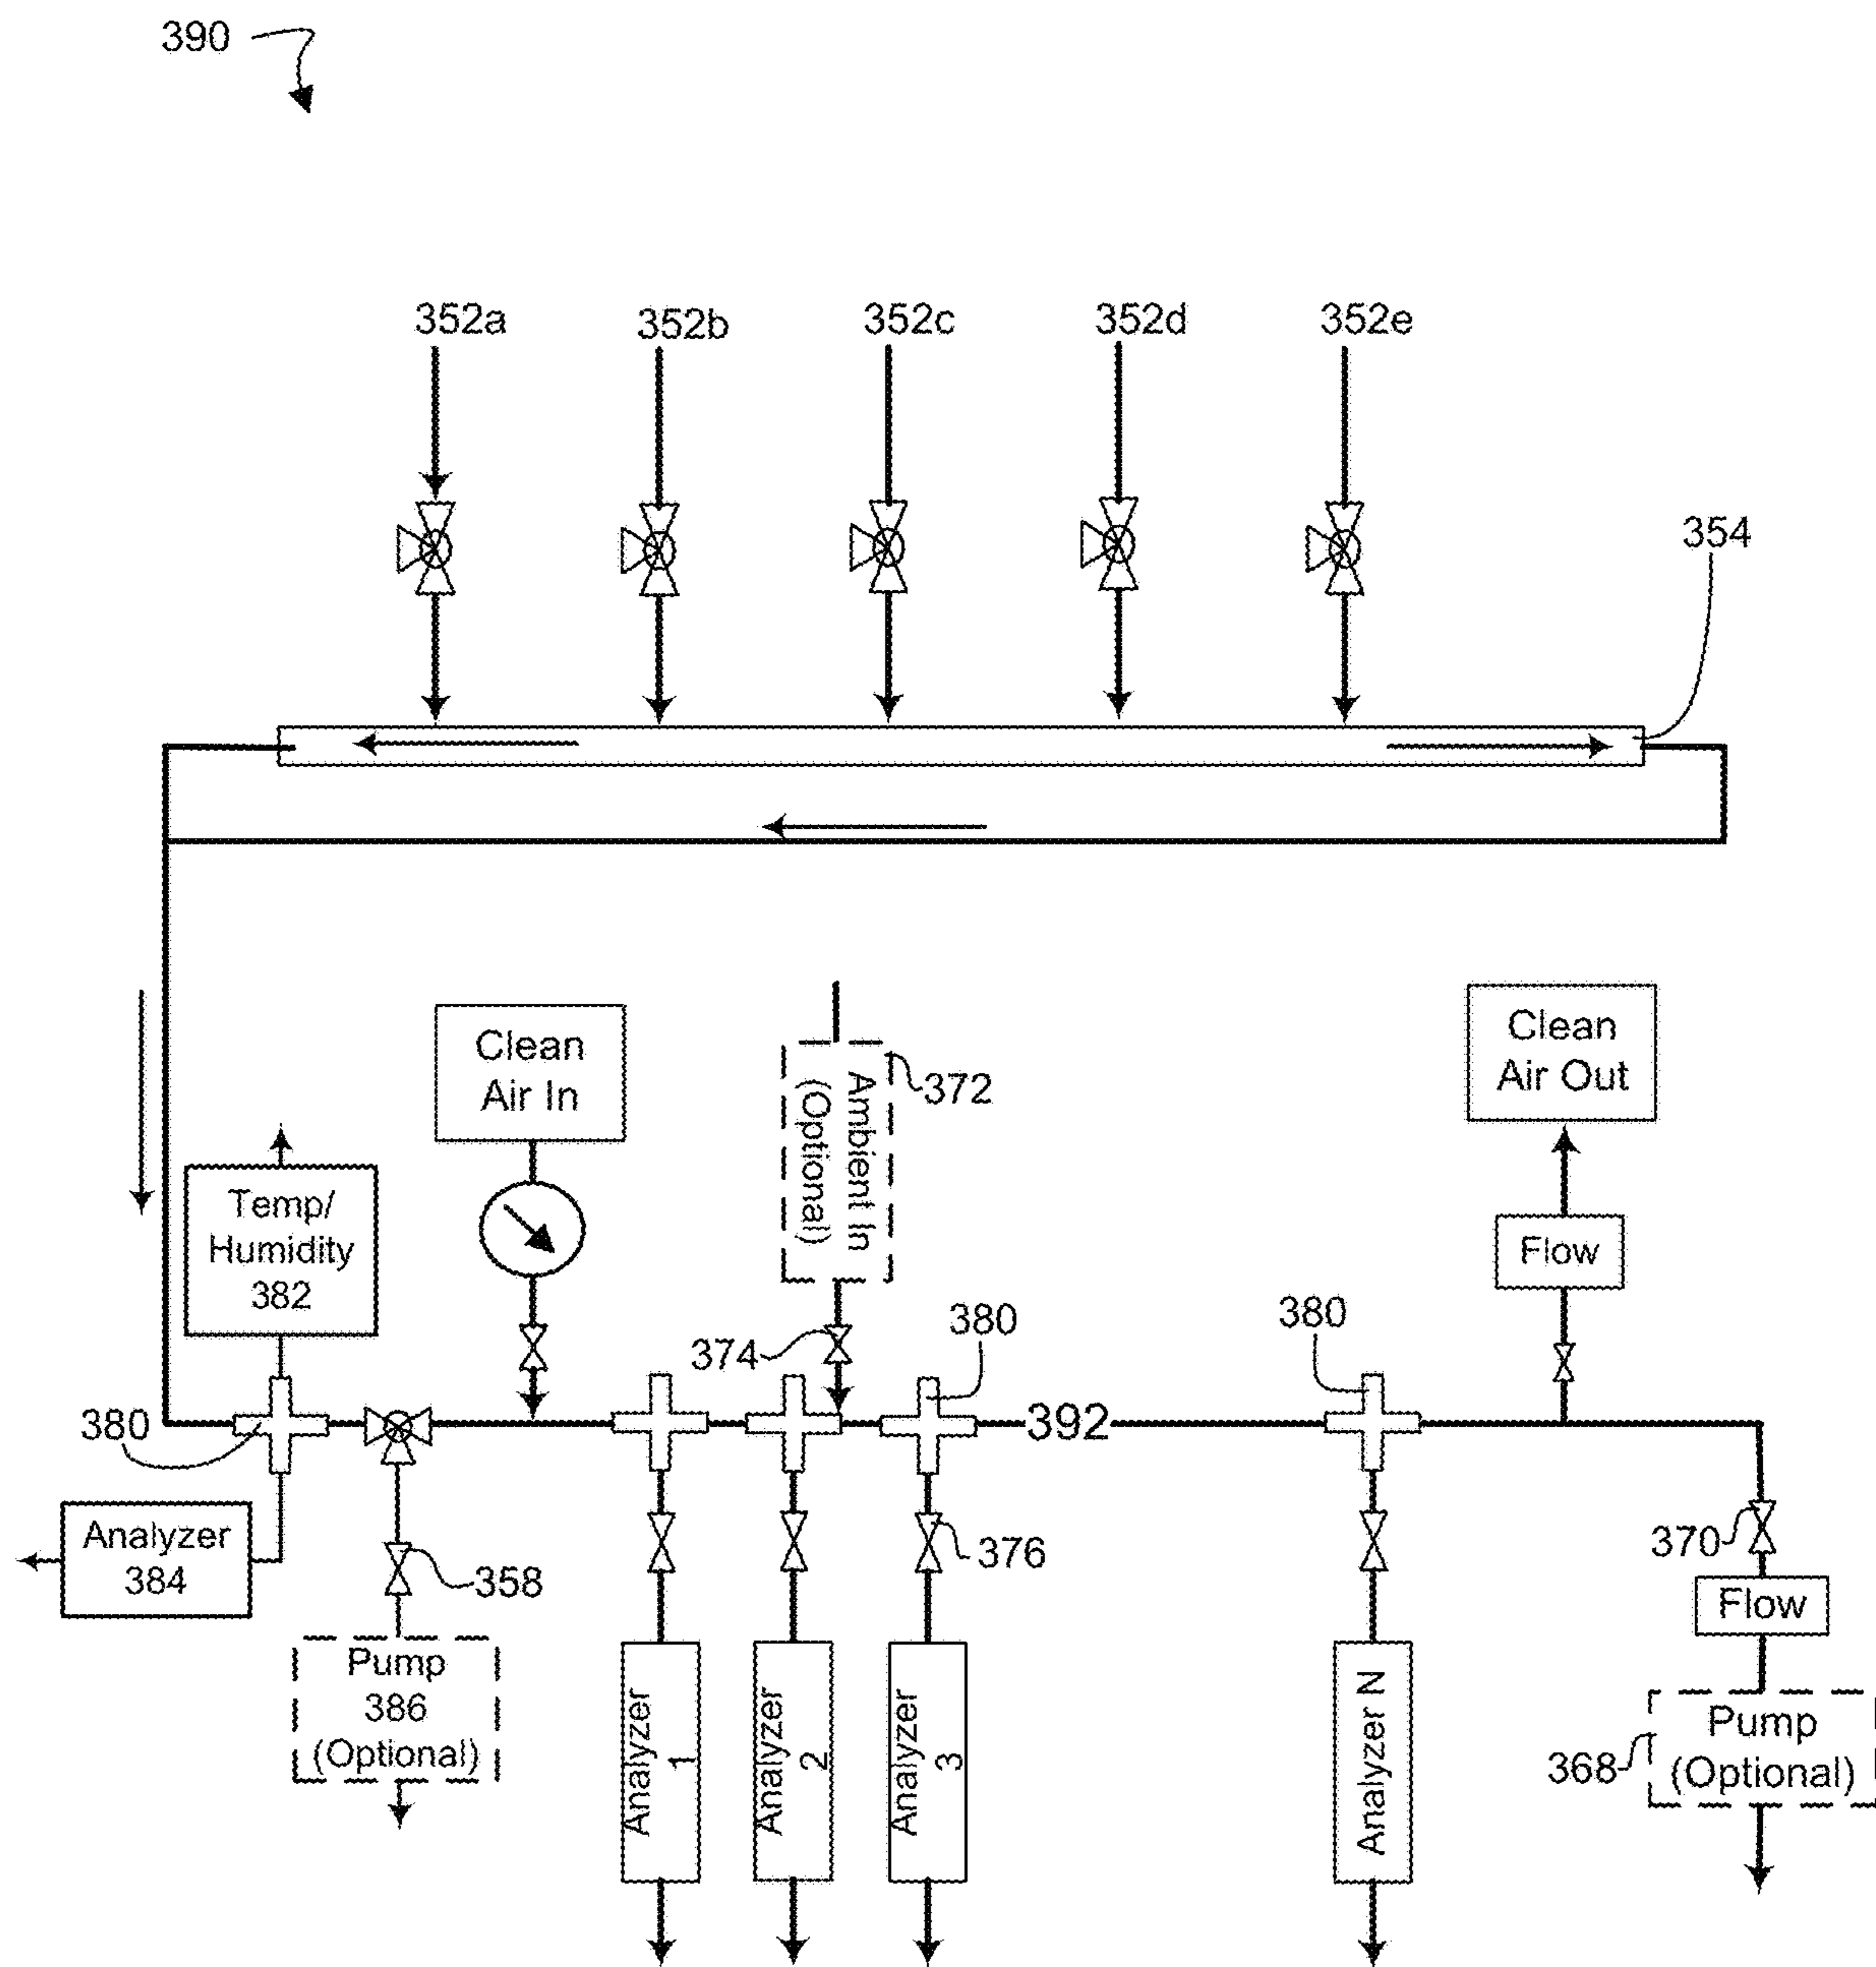 390
352a
352b
352c
352d
352e
354
Clean
Air In
Ambient In
(Optional)
372
Clean
Air Out
Temp/
Humidity
382
Flow
374
380
380
380
392
Analyzer
384
358
376
370
Flow
Pump
386
(Optional)
Analyzer
1
Analyzer
2
Analyzer
3
Analyzer N
368
Pump
(Optional)